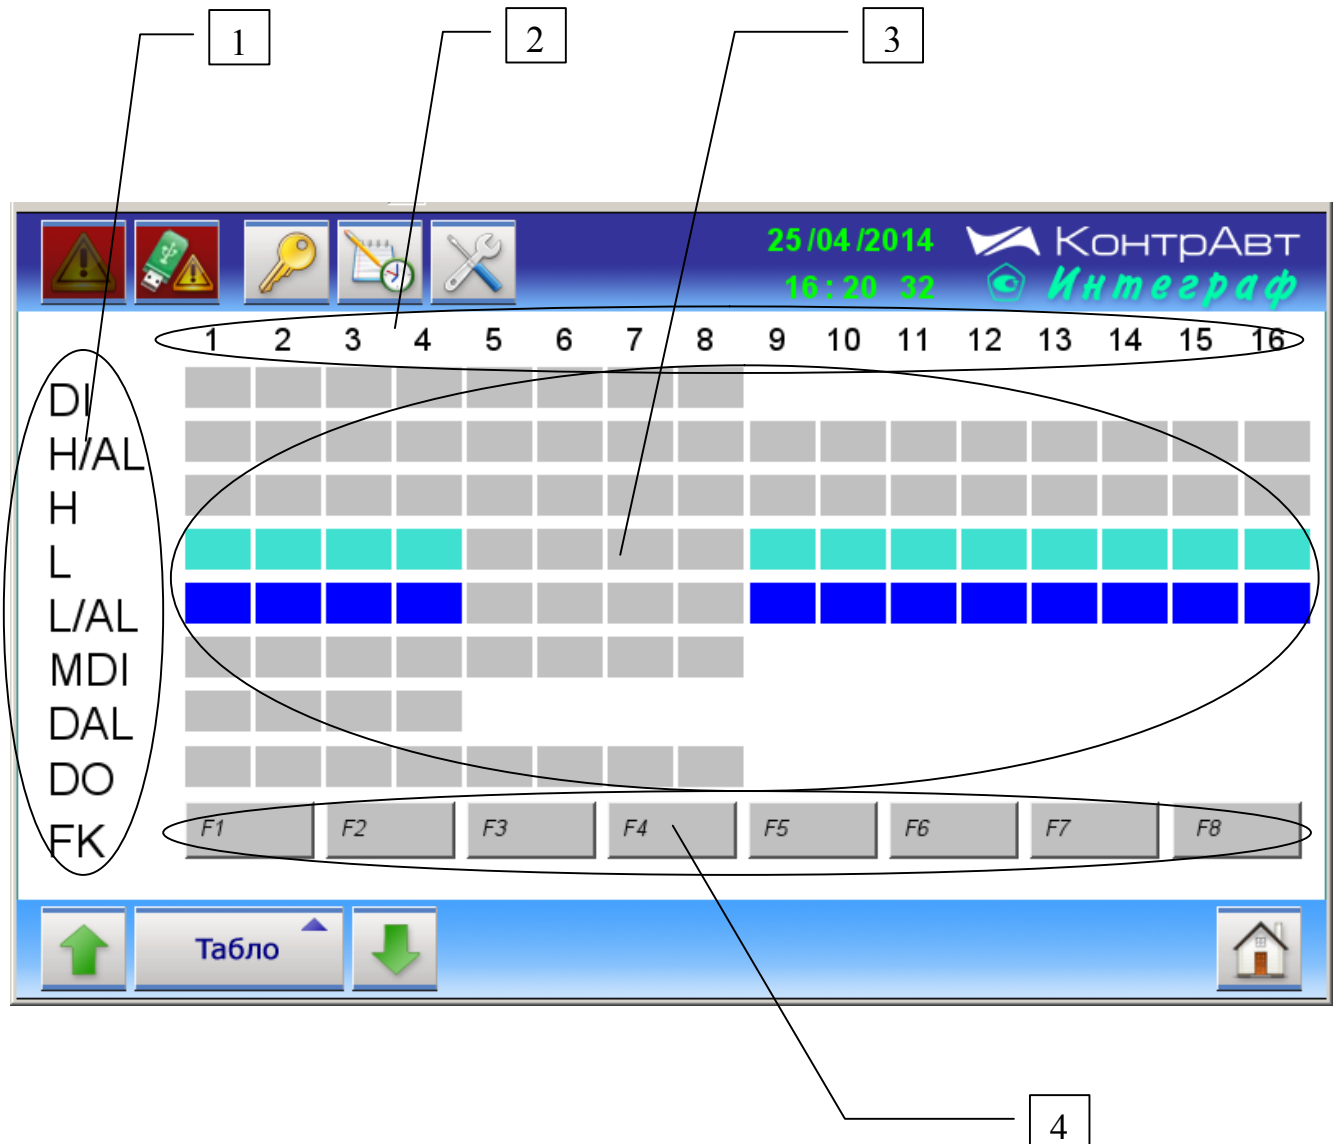 1 2 3
25/04/2014 КонтрАвт
16:20 32 Интеграф
1 2 3 4 5 6 7 8 9 10 11 12 13 14 15 16
DI
H/AL
H
L
L/AL
MDI
DAL
DO
FK F1 F2 F3 F4 F5 F6 F7 F8
Табло
4